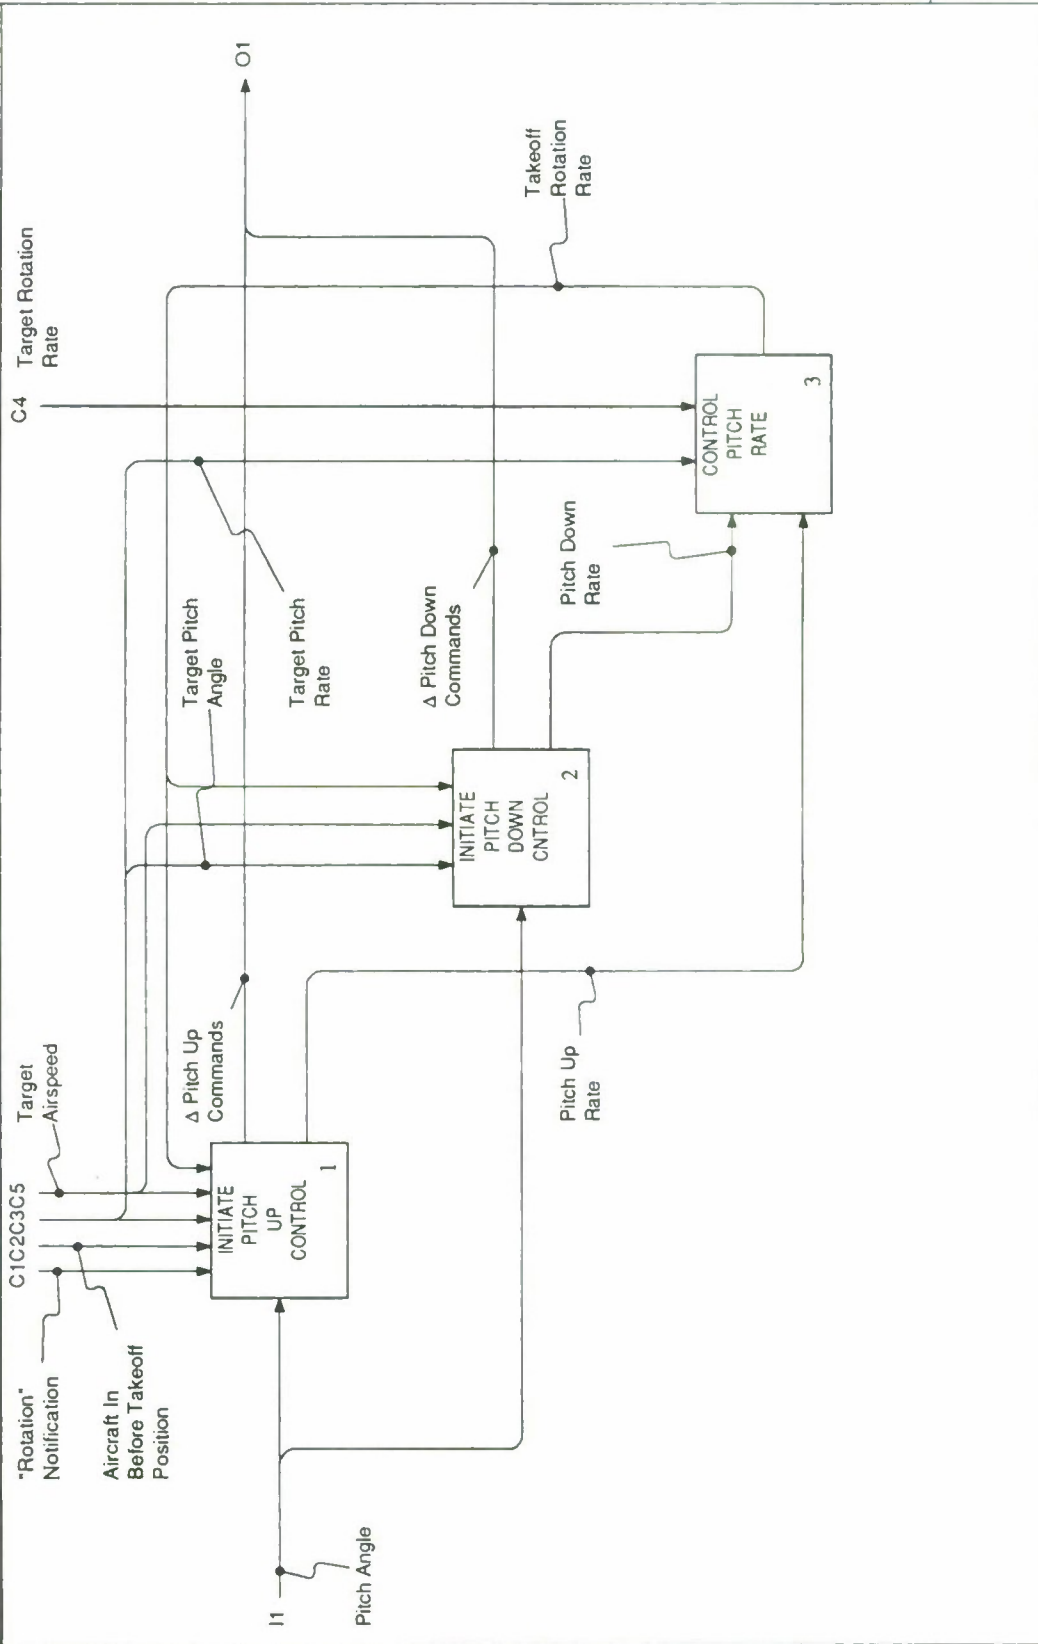 C1C2C3C5
Target
Airspeed
C4
Target Rotation
Rate
"Rotation"
Notification
Aircraft In
Before Takeoff
Position
Δ Pitch Up
Commands
Target Pitch
Angle
Target Pitch
Rate
O1
I1
Pitch Angle
INITIATE
PITCH
UP
CONTROL
1
Δ Pitch Down
Commands
Takeoff
Rotation
Rate
INITIATE
PITCH
DOWN
CNTROL
2
Pitch Up
Rate
Pitch Down
Rate
CONTROL
PITCH
RATE
3